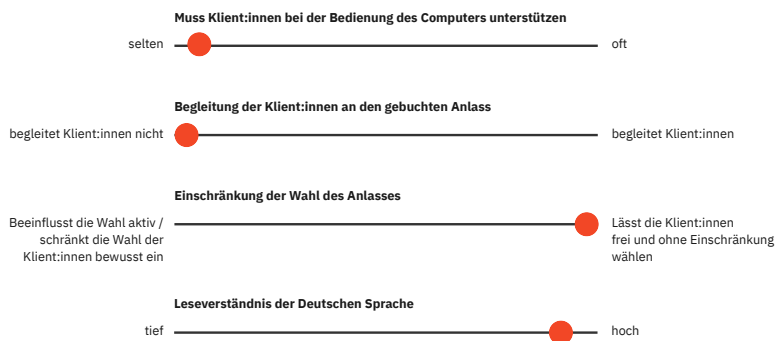 Muss Klient:innen bei der Bedienung des Computers unterstützen
selten
oft
Begleitung der Klient:innen an den gebuchten Anlass
begleitet Klient:innen nicht
begleitet Klient:innen
Einschränkung der Wahl des Anlasses
Beeinflusst die Wahl aktiv /
schränkt die Wahl der
Klient:innen bewusst ein
Lässt die Klient:innen
frei und ohne Einschränkung
wählen
Leseverständnis der Deutschen Sprache
tief
hoch